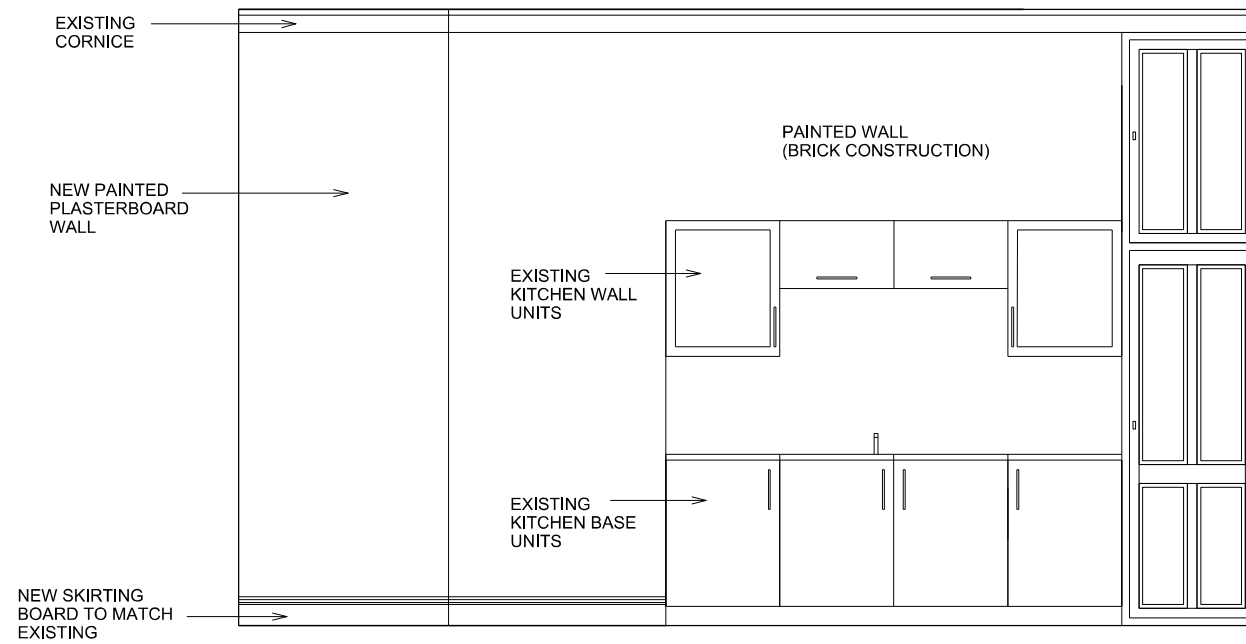 EXISTING
CORNICE
PAINTED WALL
(BRICK CONSTRUCTION)
NEW PAINTED
PLASTERBOARD
WALL
EXISTING
KITCHEN WALL
UNITS
EXISTING
KITCHEN BASE
UNITS
NEW SKIRTING
BOARD TO MATCH
EXISTING